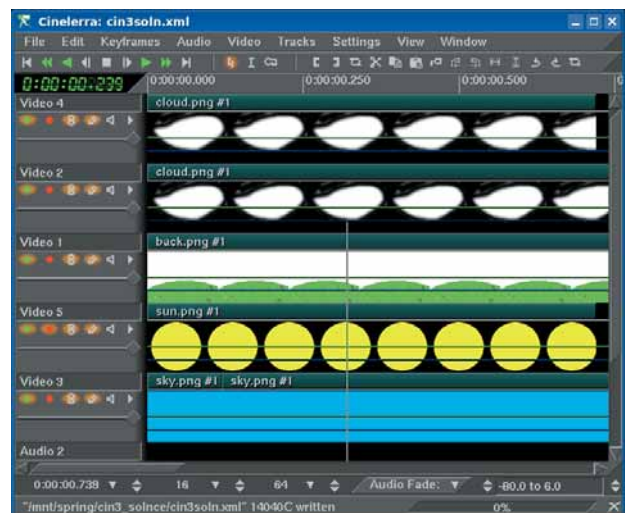 Cinelerra: cin3soln.xml
File Edit Keyframes Audio Video Tracks Settings View Window
0:00:00:239 0:00:00.000 0:00:00.250 0:00:00.500
Video 4 cloud.png #1
Video 2 cloud.png #1
Video 1 back.png #1
Video 5 sun.png #1
Video 3 sky.png #1 sky.png #1
Audio 2
0:00:00.738 16 64 Audio Fade: -80.0 to 6.0
"/mnt/spring/cin3_solnce/cin3soln.xml" 14040C written 0%